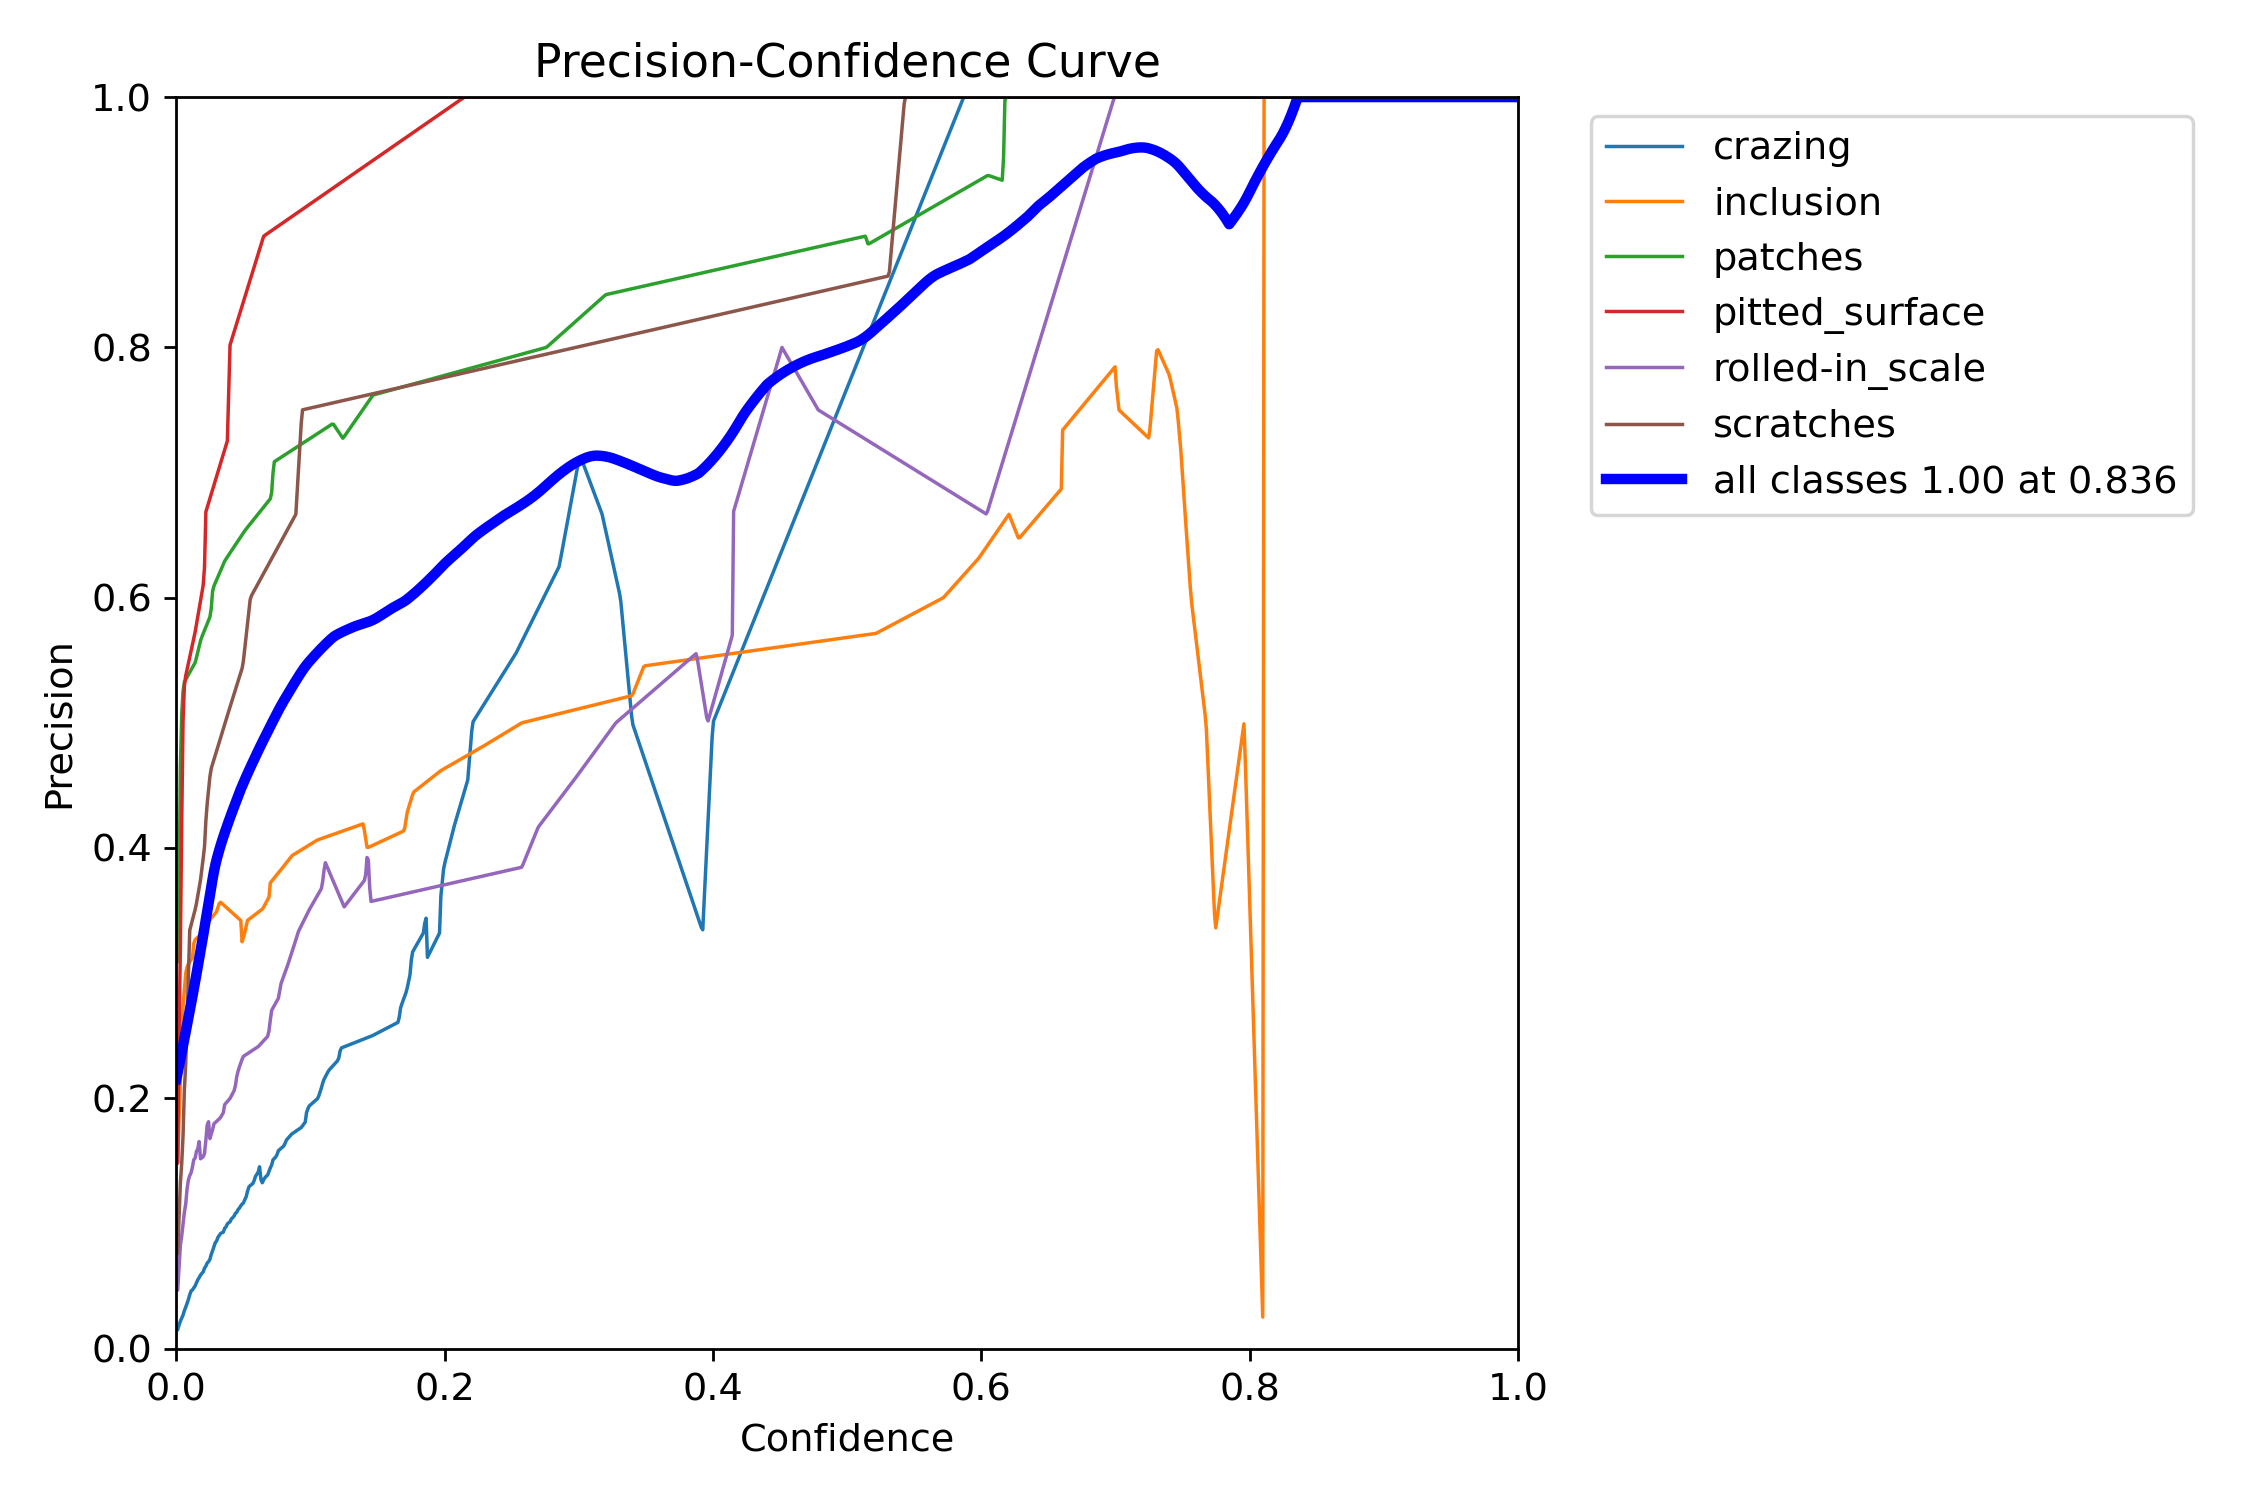 Precision-Confidence Curve
1.0
0.8
0.6
0.4
0.2
0.0
Precision
0.0 0.2 0.4 0.6 0.8 1.0
Confidence
crazing
inclusion
patches
pitted_surface
rolled-in_scale
scratches
all classes 1.00 at 0.836